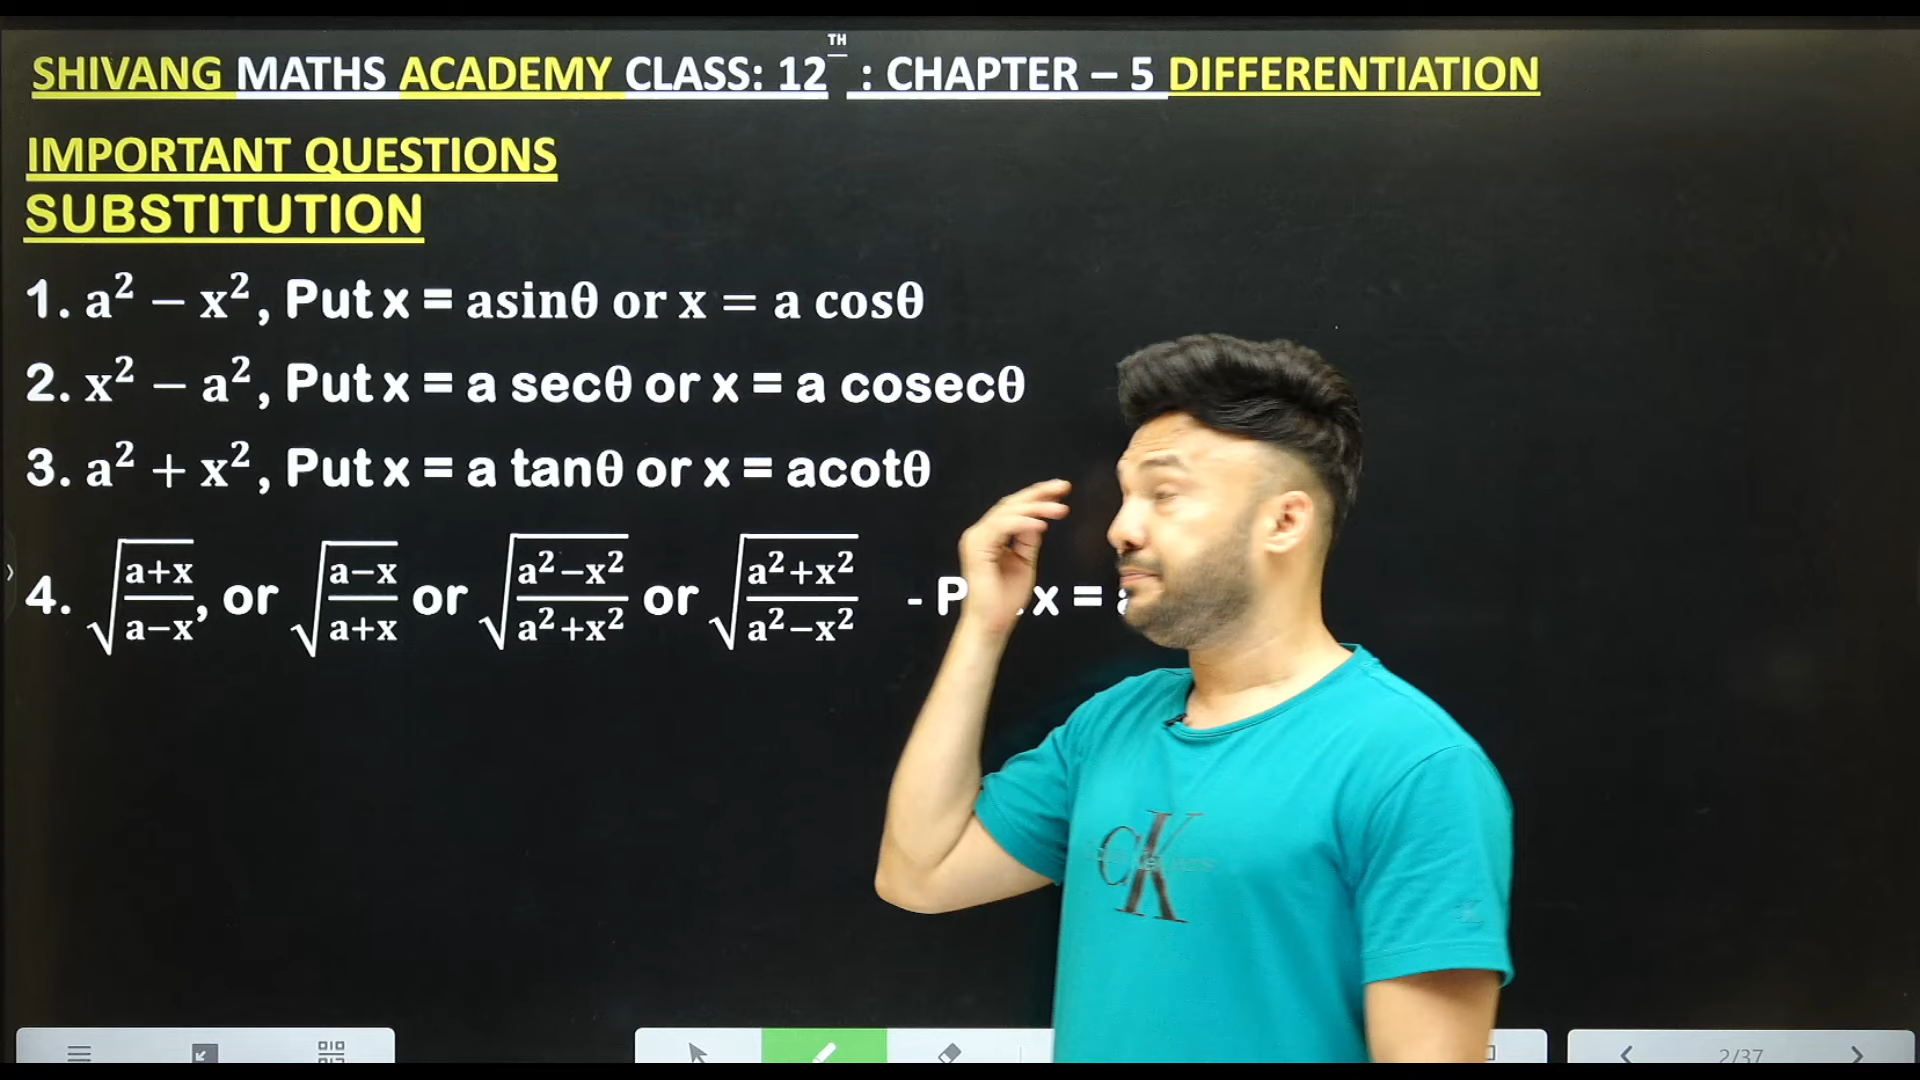 SHIVANG MATHS ACADEMY CLASS: 12TH : CHAPTER – 5 DIFFERENTIATION
IMPORTANT QUESTIONS
SUBSTITUTION
1. a² − x², Put x = asinθ or x = a cosθ
2. x² − a², Put x = a secθ or x = a cosecθ
3. a² + x², Put x = a tanθ or x = acotθ
4. √((a+x)/(a−x)), or √((a−x)/(a+x)) or √((a²−x²)/(a²+x²)) or √((a²+x²)/(a²−x²)) - x =
CK
2/37